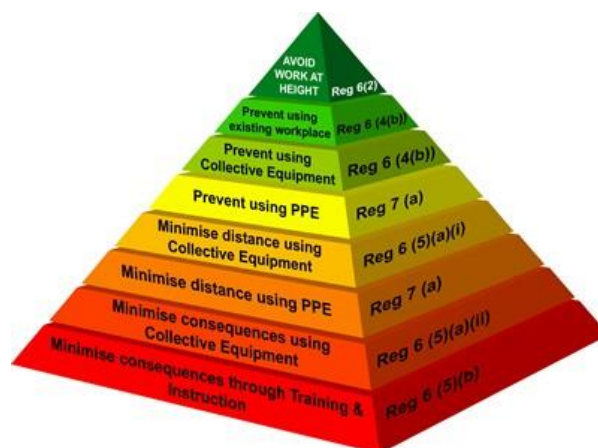 AVOID
WORK AT
HEIGHT
Reg 6(2)
Prevent using
existing workplace
Reg 6 (4(b))
Prevent using
Collective Equipment
Reg 6 (4(b))
Prevent using PPE
Reg 7 (a)
Minimise distance using
Collective Equipment
Reg 6 (5)(a)(i)
Minimise distance using PPE
Reg 7 (a)
Minimise consequences using
Collective Equipment
Reg 6 (5)(a)(ii)
Minimise consequences through Training &
Instruction
Reg 6 (5)(b)